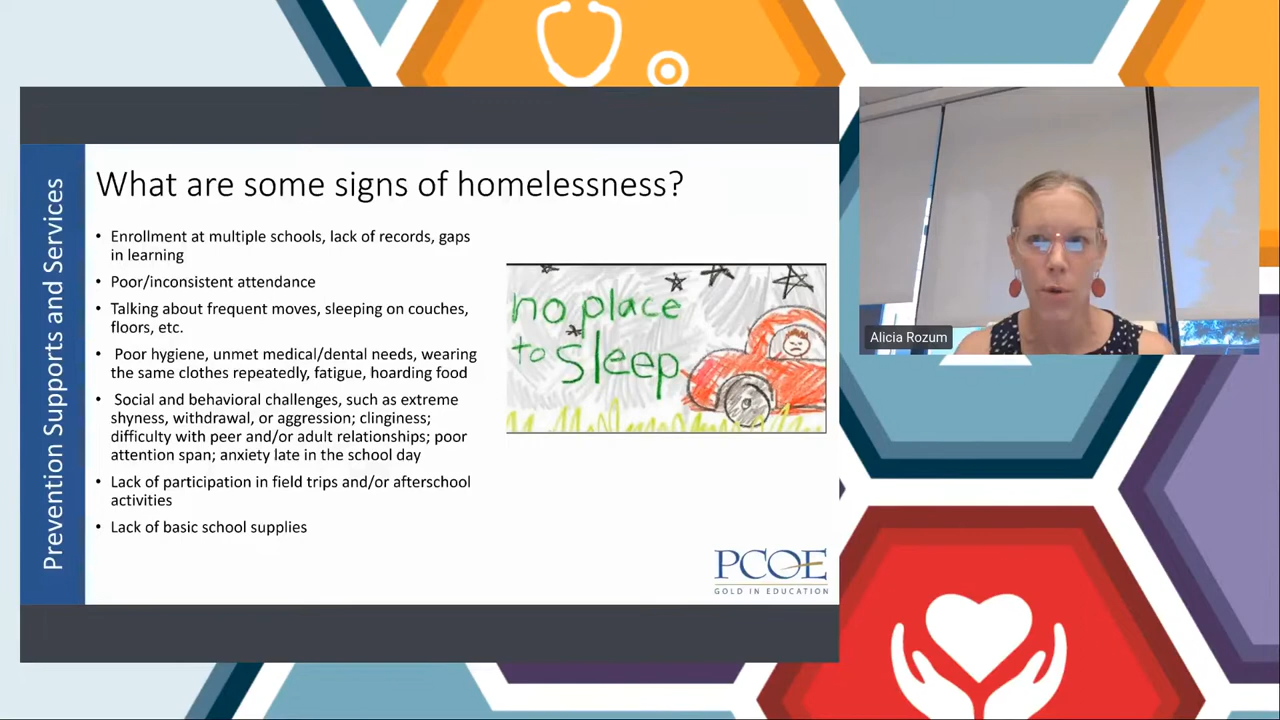 Prevention Supports and Services
What are some signs of homelessness?
• Enrollment at multiple schools, lack of records, gaps
in learning
• Poor/inconsistent attendance
• Talking about frequent moves, sleeping on couches,
floors, etc.
• Poor hygiene, unmet medical/dental needs, wearing
the same clothes repeatedly, fatigue, hoarding food
• Social and behavioral challenges, such as extreme
shyness, withdrawal, or aggression; clinginess;
difficulty with peer and/or adult relationships; poor
attention span; anxiety late in the school day
• Lack of participation in field trips and/or afterschool
activities
• Lack of basic school supplies
no place
to sleep
PCOE
GOLD IN EDUCATION
Alicia Rozum